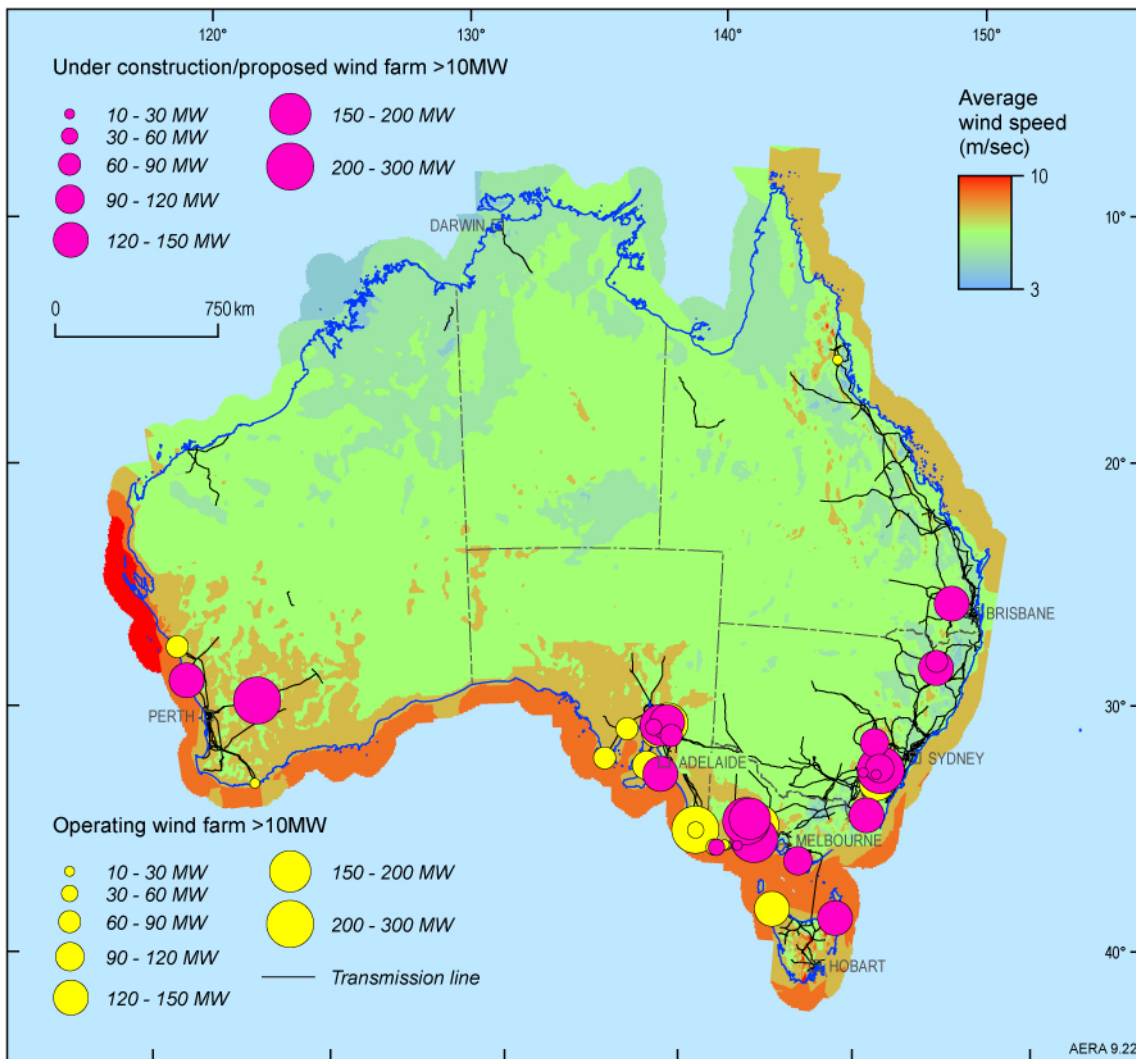 120°
130°
140°
150°
Under construction/proposed wind farm >10MW
10 - 30 MW
30 - 60 MW
60 - 90 MW
90 - 120 MW
120 - 150 MW
150 - 200 MW
200 - 300 MW
0
750 km
Average
wind speed
(m/sec)
10
3
DARWIN
10°
20°
BRISBANE
30°
PERTH
ADELAIDE
SYDNEY
MELBOURNE
HOBART
40°
Operating wind farm >10MW
10 - 30 MW
30 - 60 MW
60 - 90 MW
90 - 120 MW
120 - 150 MW
150 - 200 MW
200 - 300 MW
Transmission line
AERA 9.22